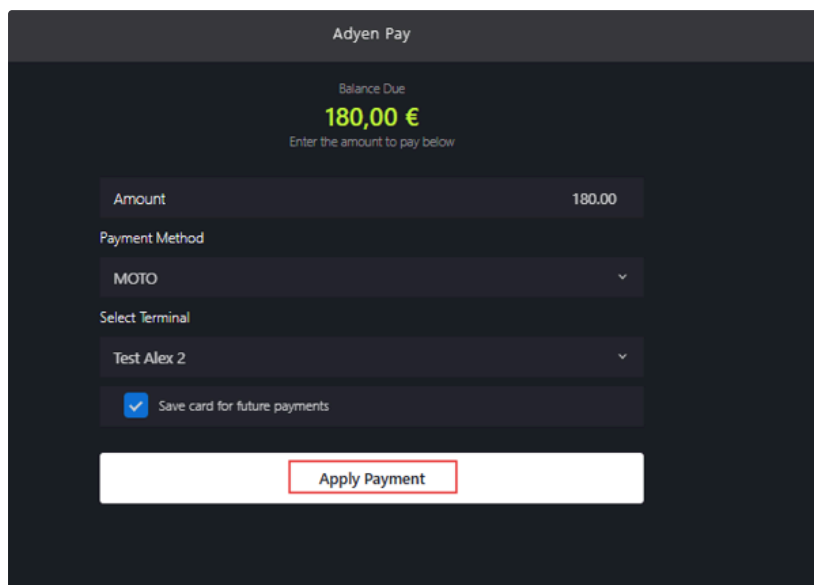 Adyen Pay
Balance Due
180,00 €
Enter the amount to pay below
Amount 180.00
Payment Method
MOTO
Select Terminal
Test Alex 2
Save card for future payments
Apply Payment